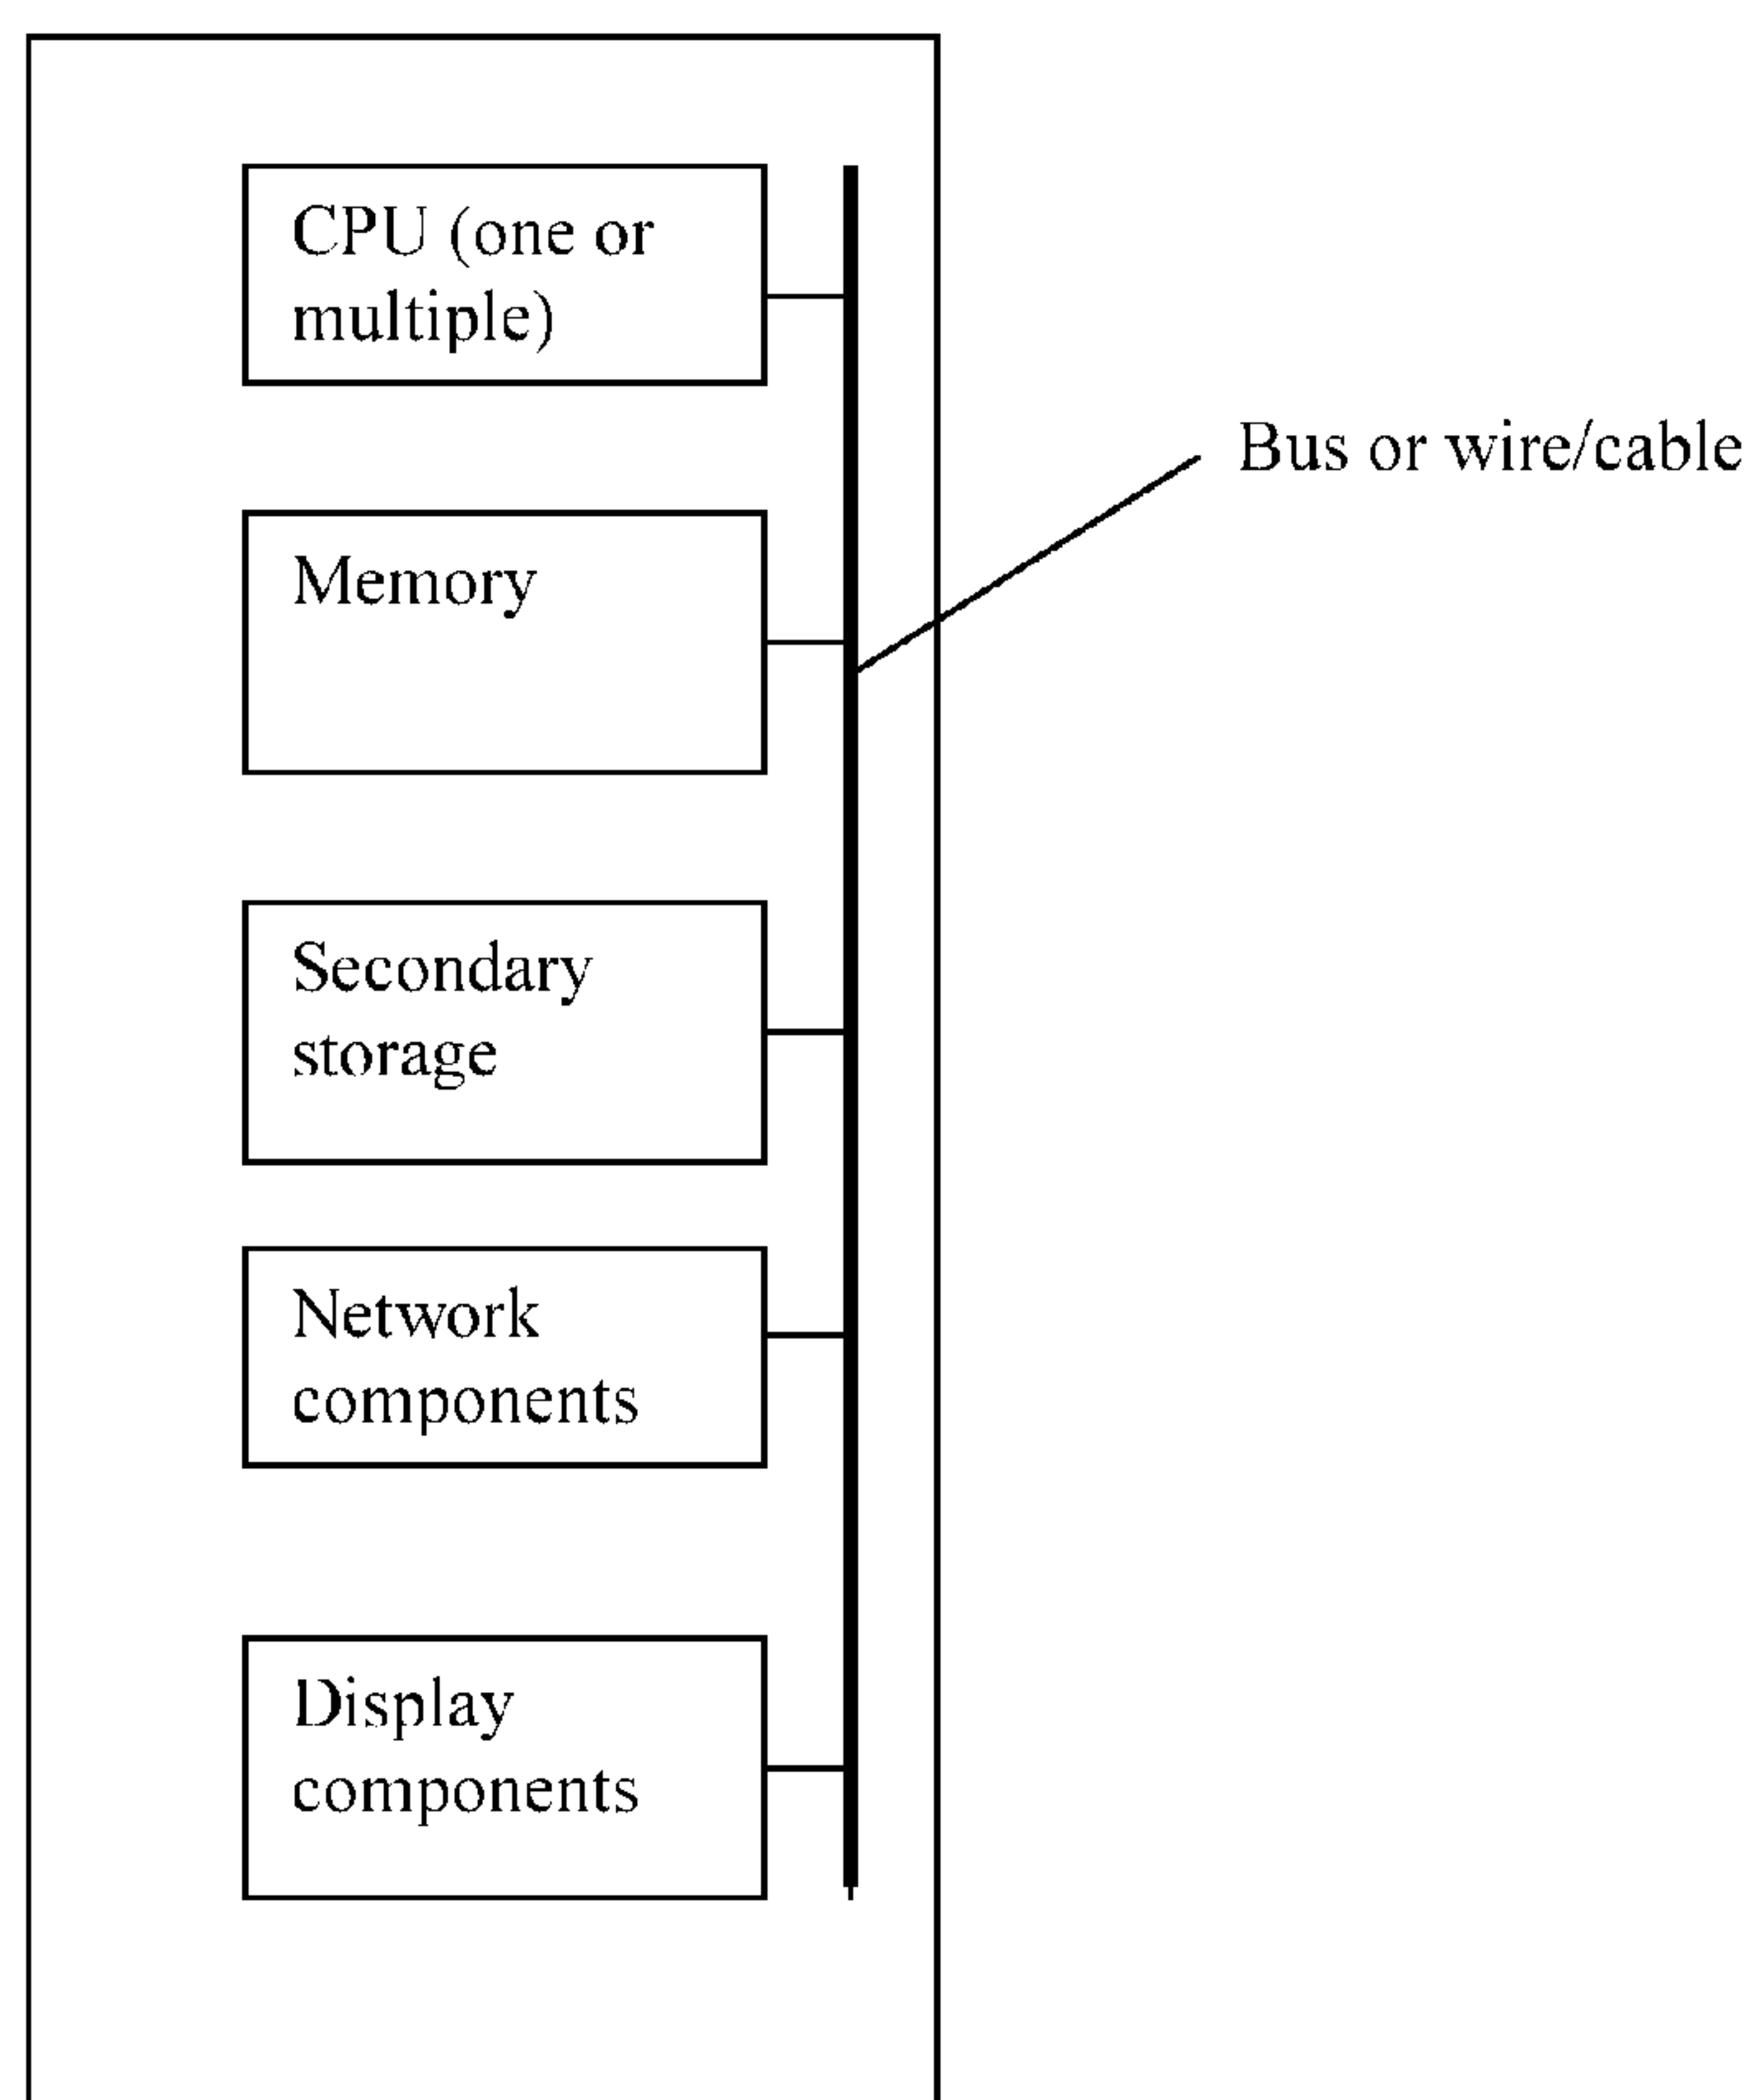 CPU (one or
multiple)
Bus or wire/cable
Memory
Secondary
storage
Network
components
Display
components